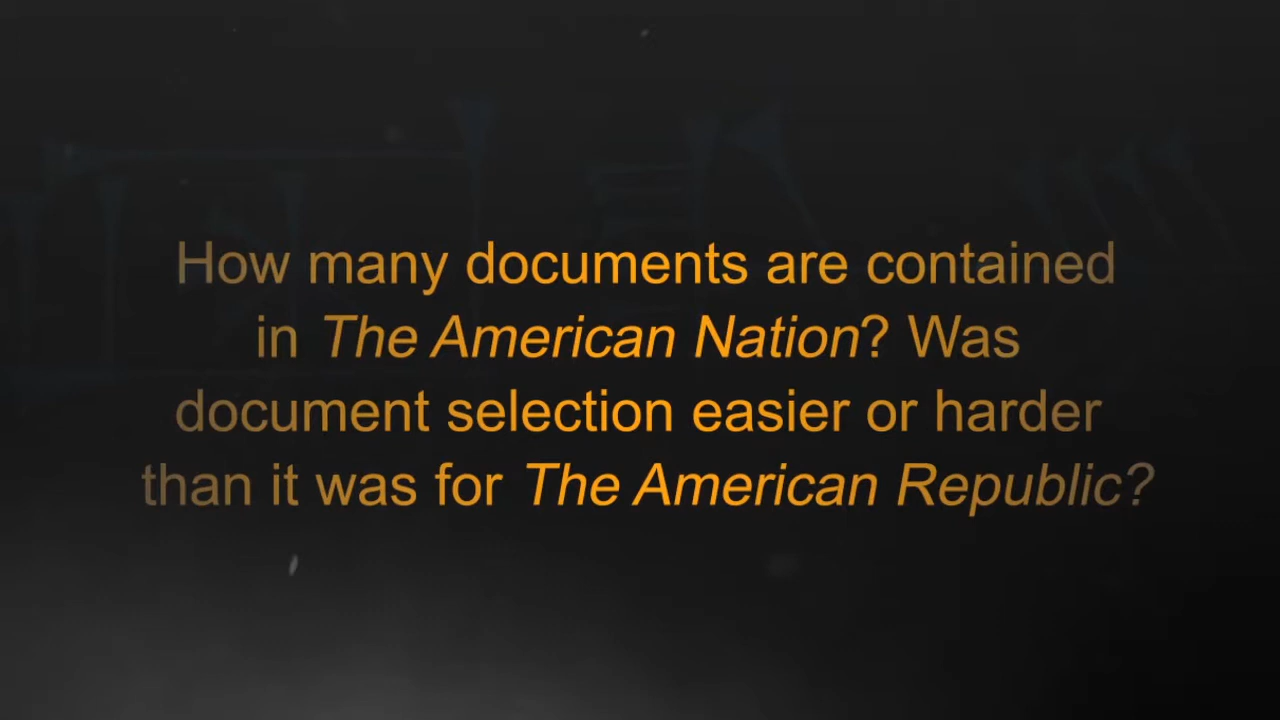 How many documents are contained
in The American Nation? Was
document selection easier or harder
than it was for The American Republic?